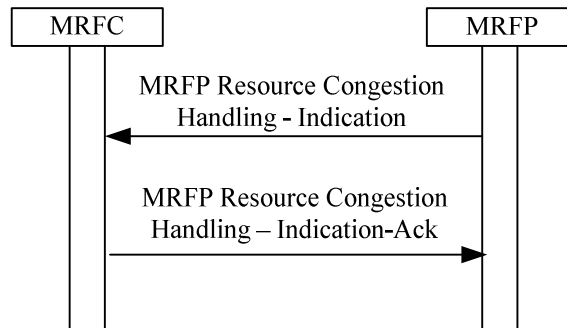 MRFC
MRFP
MRFP Resource Congestion
Handling - Indication
MRFP Resource Congestion
Handling – Indication-Ack